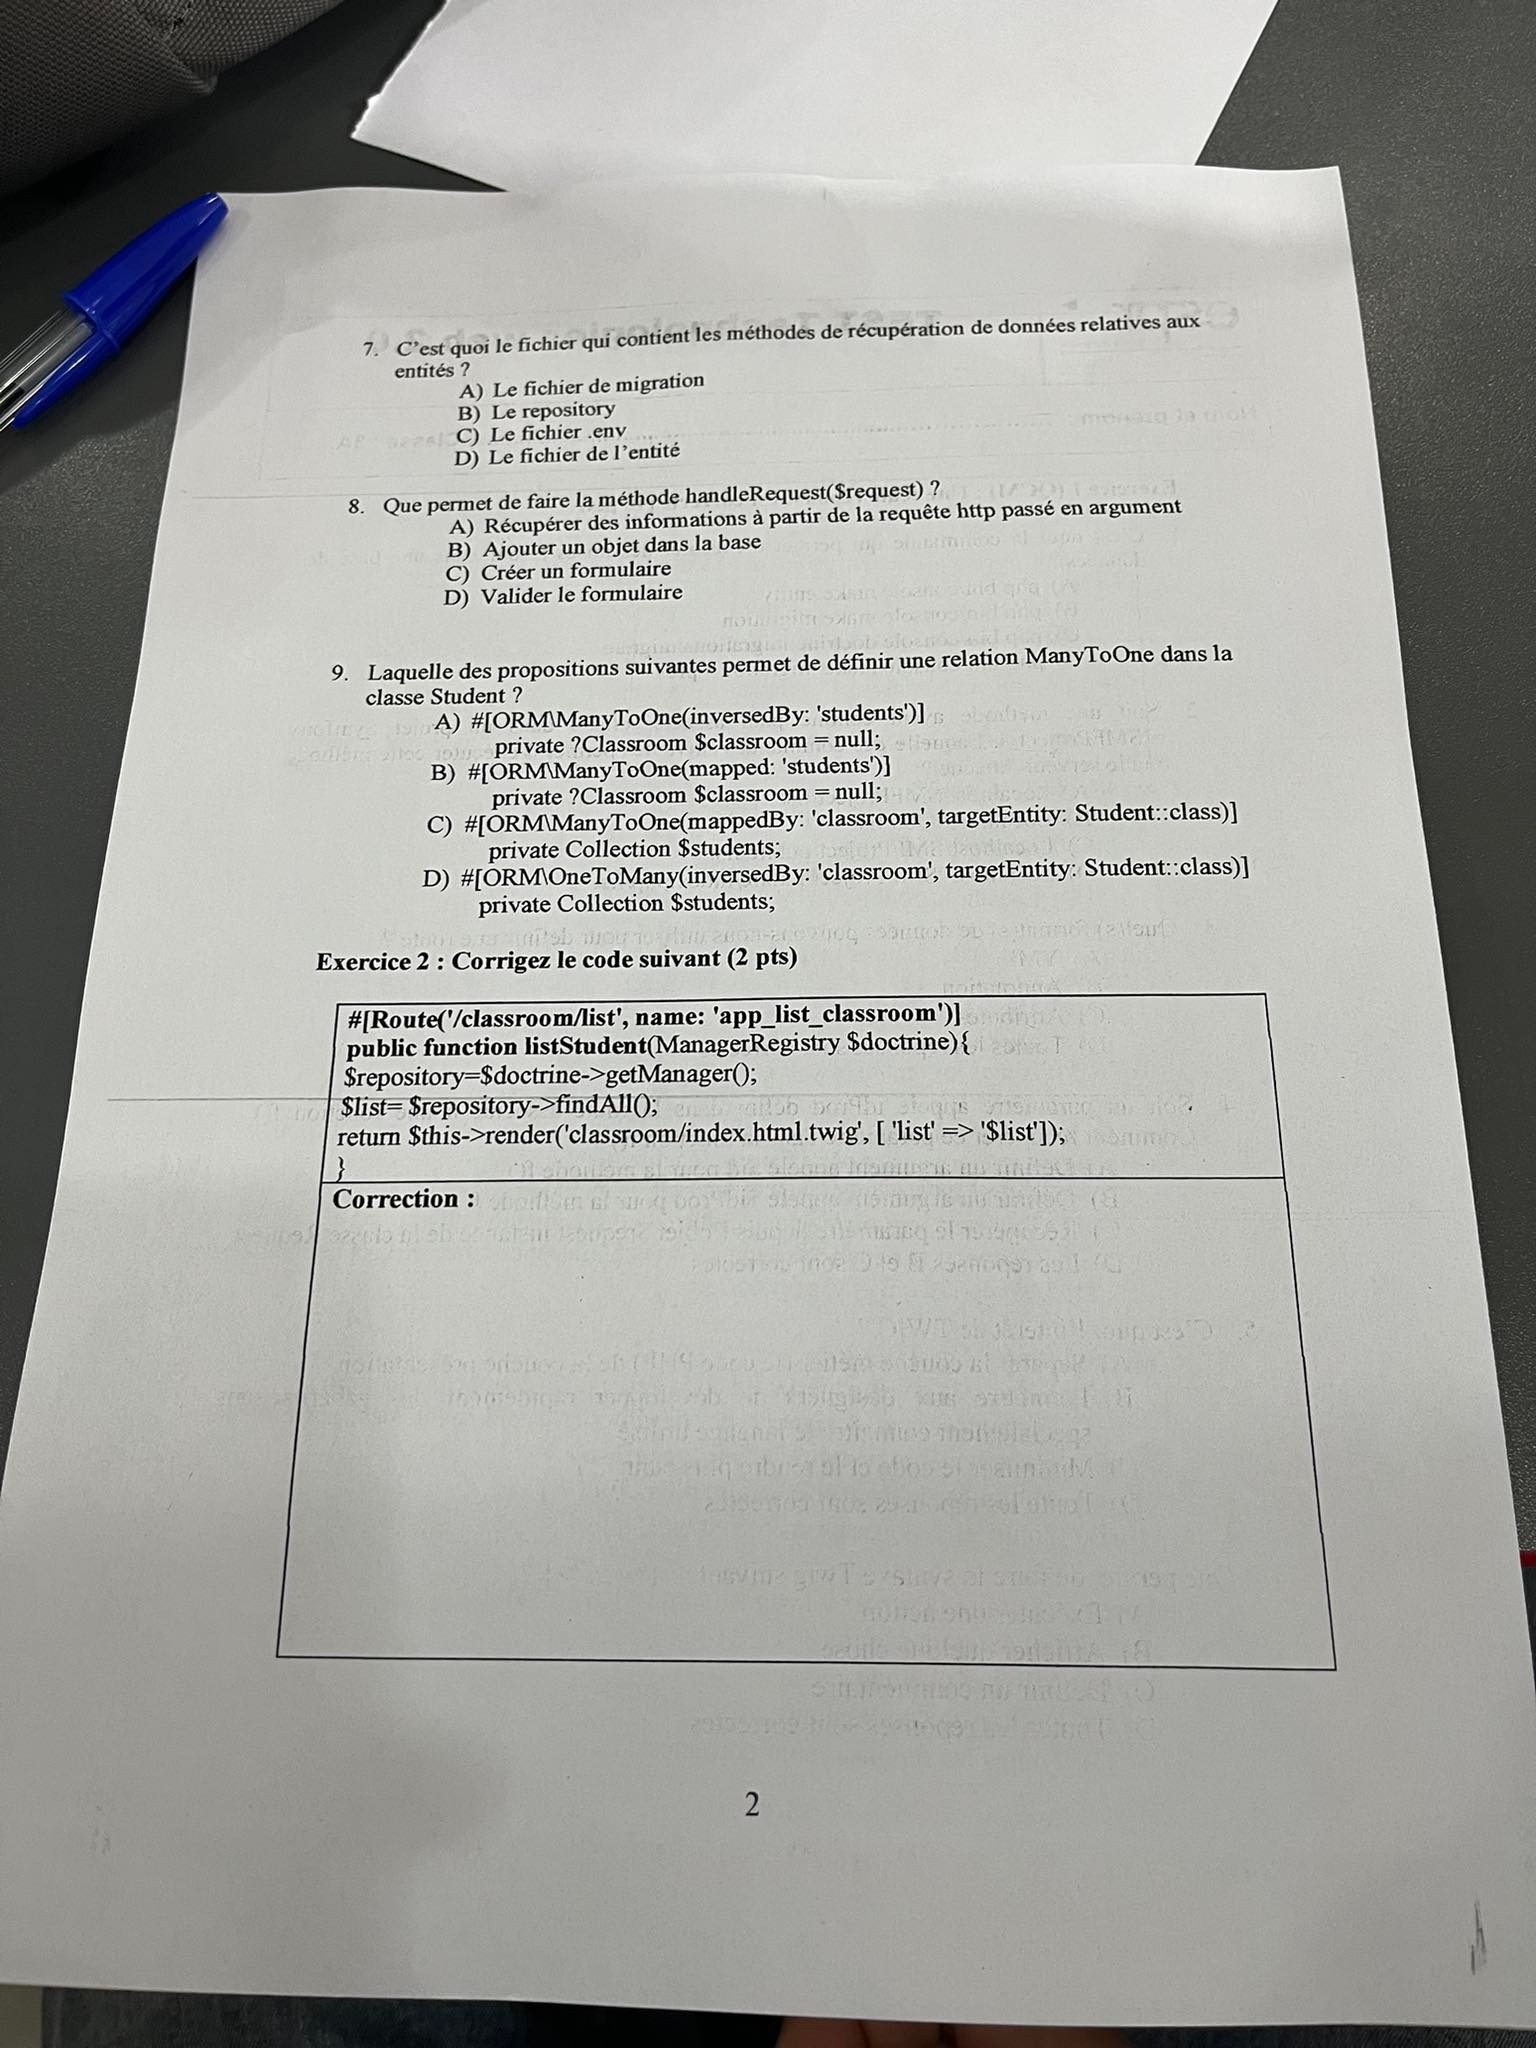 7. C'est quoi le fichier qui contient les méthodes de récupération de données relatives aux
entités ?
A) Le fichier de migration
B) Le repository
C) Le fichier .env
D) Le fichier de l'entité
8. Que permet de faire la méthode handleRequest($request) ?
A) Récupérer des informations à partir de la requête http passé en argument
B) Ajouter un objet dans la base
C) Créer un formulaire
D) Valider le formulaire
9. Laquelle des propositions suivantes permet de définir une relation ManyToOne dans la
classe Student ?
A) #[ORM\ManyToOne(inversedBy: 'students')]
private ?Classroom $classroom = null;
B) #[ORM\ManyToOne(mapped: 'students')]
private ?Classroom $classroom = null;
C) #[ORM\ManyToOne(mappedBy: 'classroom', targetEntity: Student::class)]
private Collection $students;
D) #[ORM\OneToMany(inversedBy: 'classroom', targetEntity: Student::class)]
private Collection $students;
Exercice 2 : Corrigez le code suivant (2 pts)
#[Route('/classroom/list', name: 'app_list_classroom')]
public function listStudent(ManagerRegistry $doctrine){
$repository=$doctrine->getManager();
$list= $repository->findAll();
return $this->render('classroom/index.html.twig', [ 'list' => '$list']);
}
Correction :
2